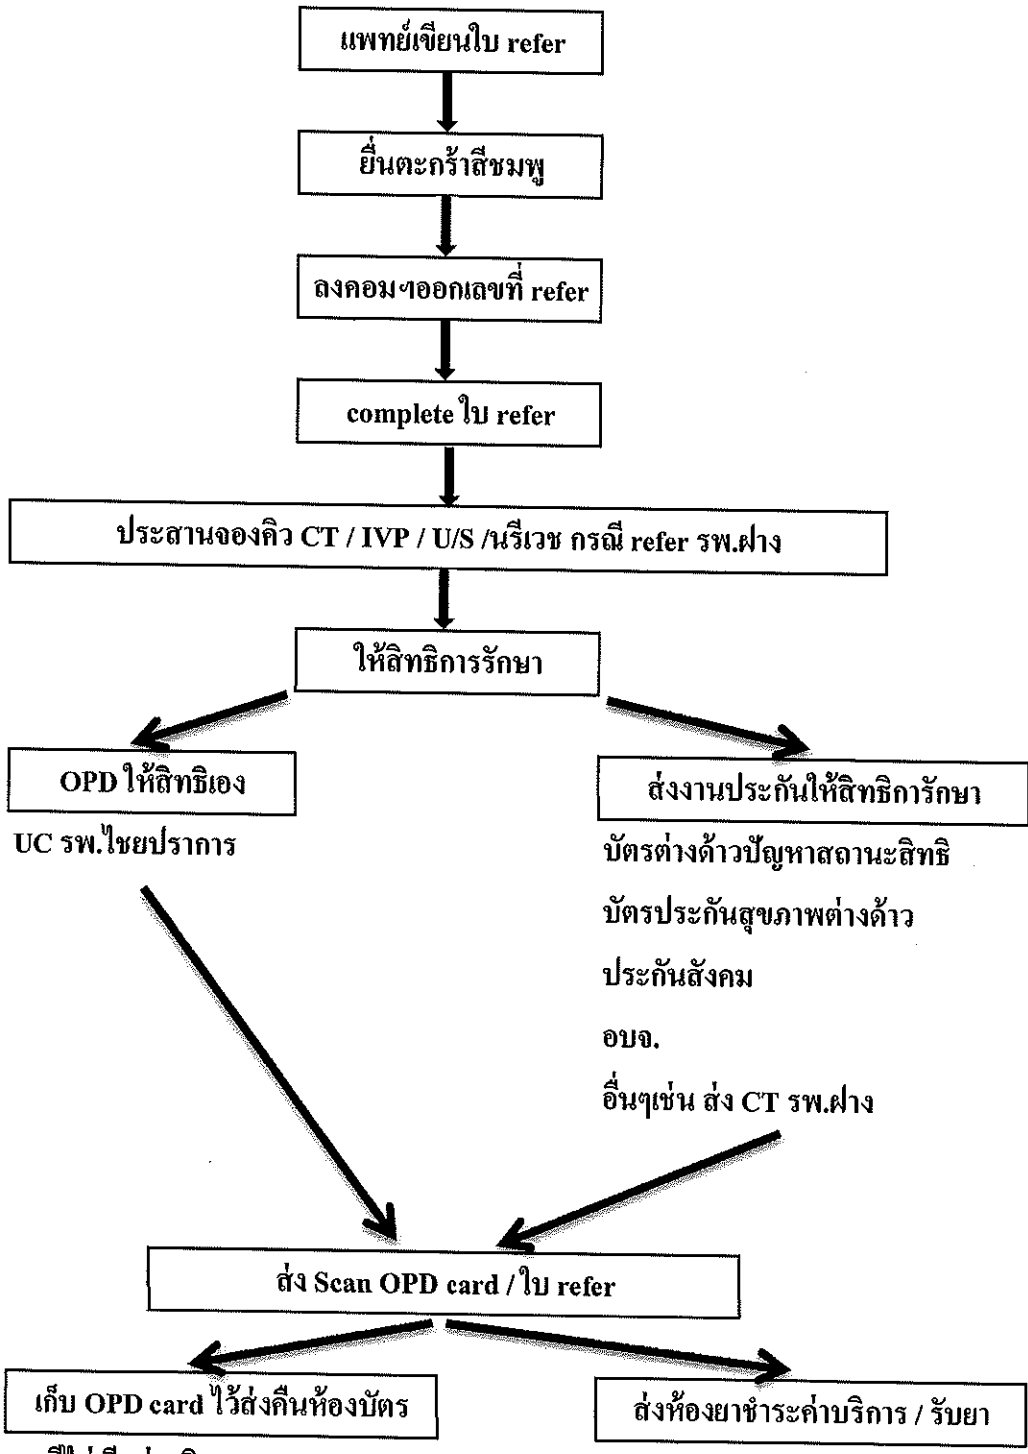 แพทย์เขียนใบ refer
ยื่นตะกร้าสีชมพู
ลงคอมฯออกเลขที่ refer
complete ใบ refer
ประสานจองคิว CT / IVP / U/S /นรีเวช กรณี refer รพ.ฝาง
ให้สิทธิการรักษา
OPD ให้สิทธิเอง
UC รพ.ไชยปราการ
ส่งงานประกันให้สิทธิการรักษา
บัตรต่างด้าวปัญหาสถานะสิทธิ
บัตรประกันสุขภาพต่างด้าว
ประกันสังคม
อบจ.
อื่นๆเช่น ส่ง CT รพ.ฝาง
ส่ง Scan OPD card / ใบ refer
เก็บ OPD card ไว้ส่งคืนห้องบัตร
ส่งห้องยาชำระค่าบริการ / รับยา